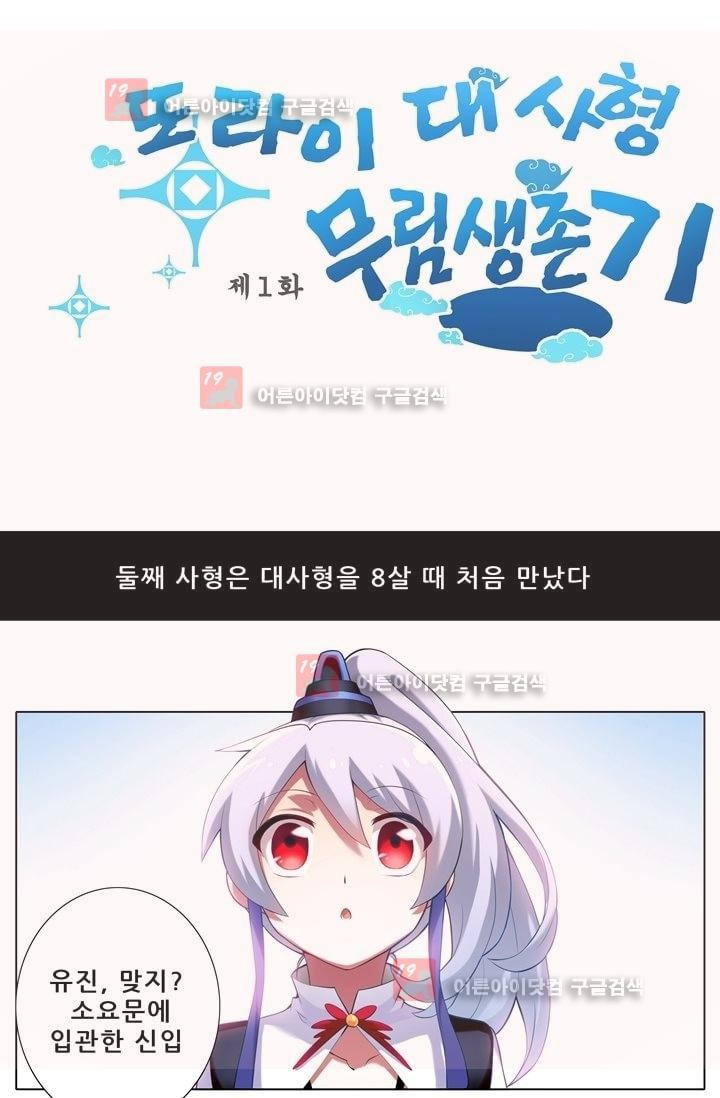 19 어른아이닷컴 구글검색
또라이 대사형
무림생존기
제1화
19 어른아이닷컴 구글검색
둘째 사형은 대사형을 8살 때 처음 만났다
19 어른아이닷컴 구글검색
유진, 맞지?
소요문에
입관한 신입
19 어른아이닷컴 구글검색